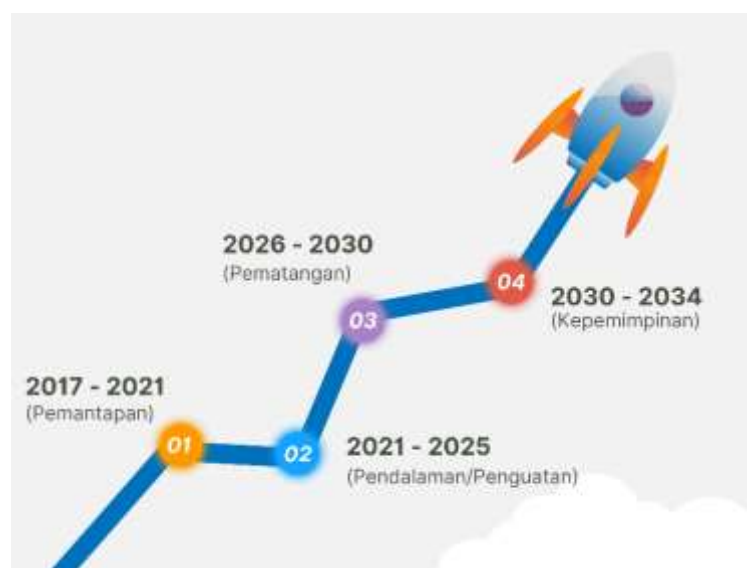 2026 - 2030
(Pematangan)
04
2030 - 2034
(Kepemimpinan)
03
2017 - 2021
(Pemantapan)
01
02
2021 - 2025
(Pendalaman/Penguatan)